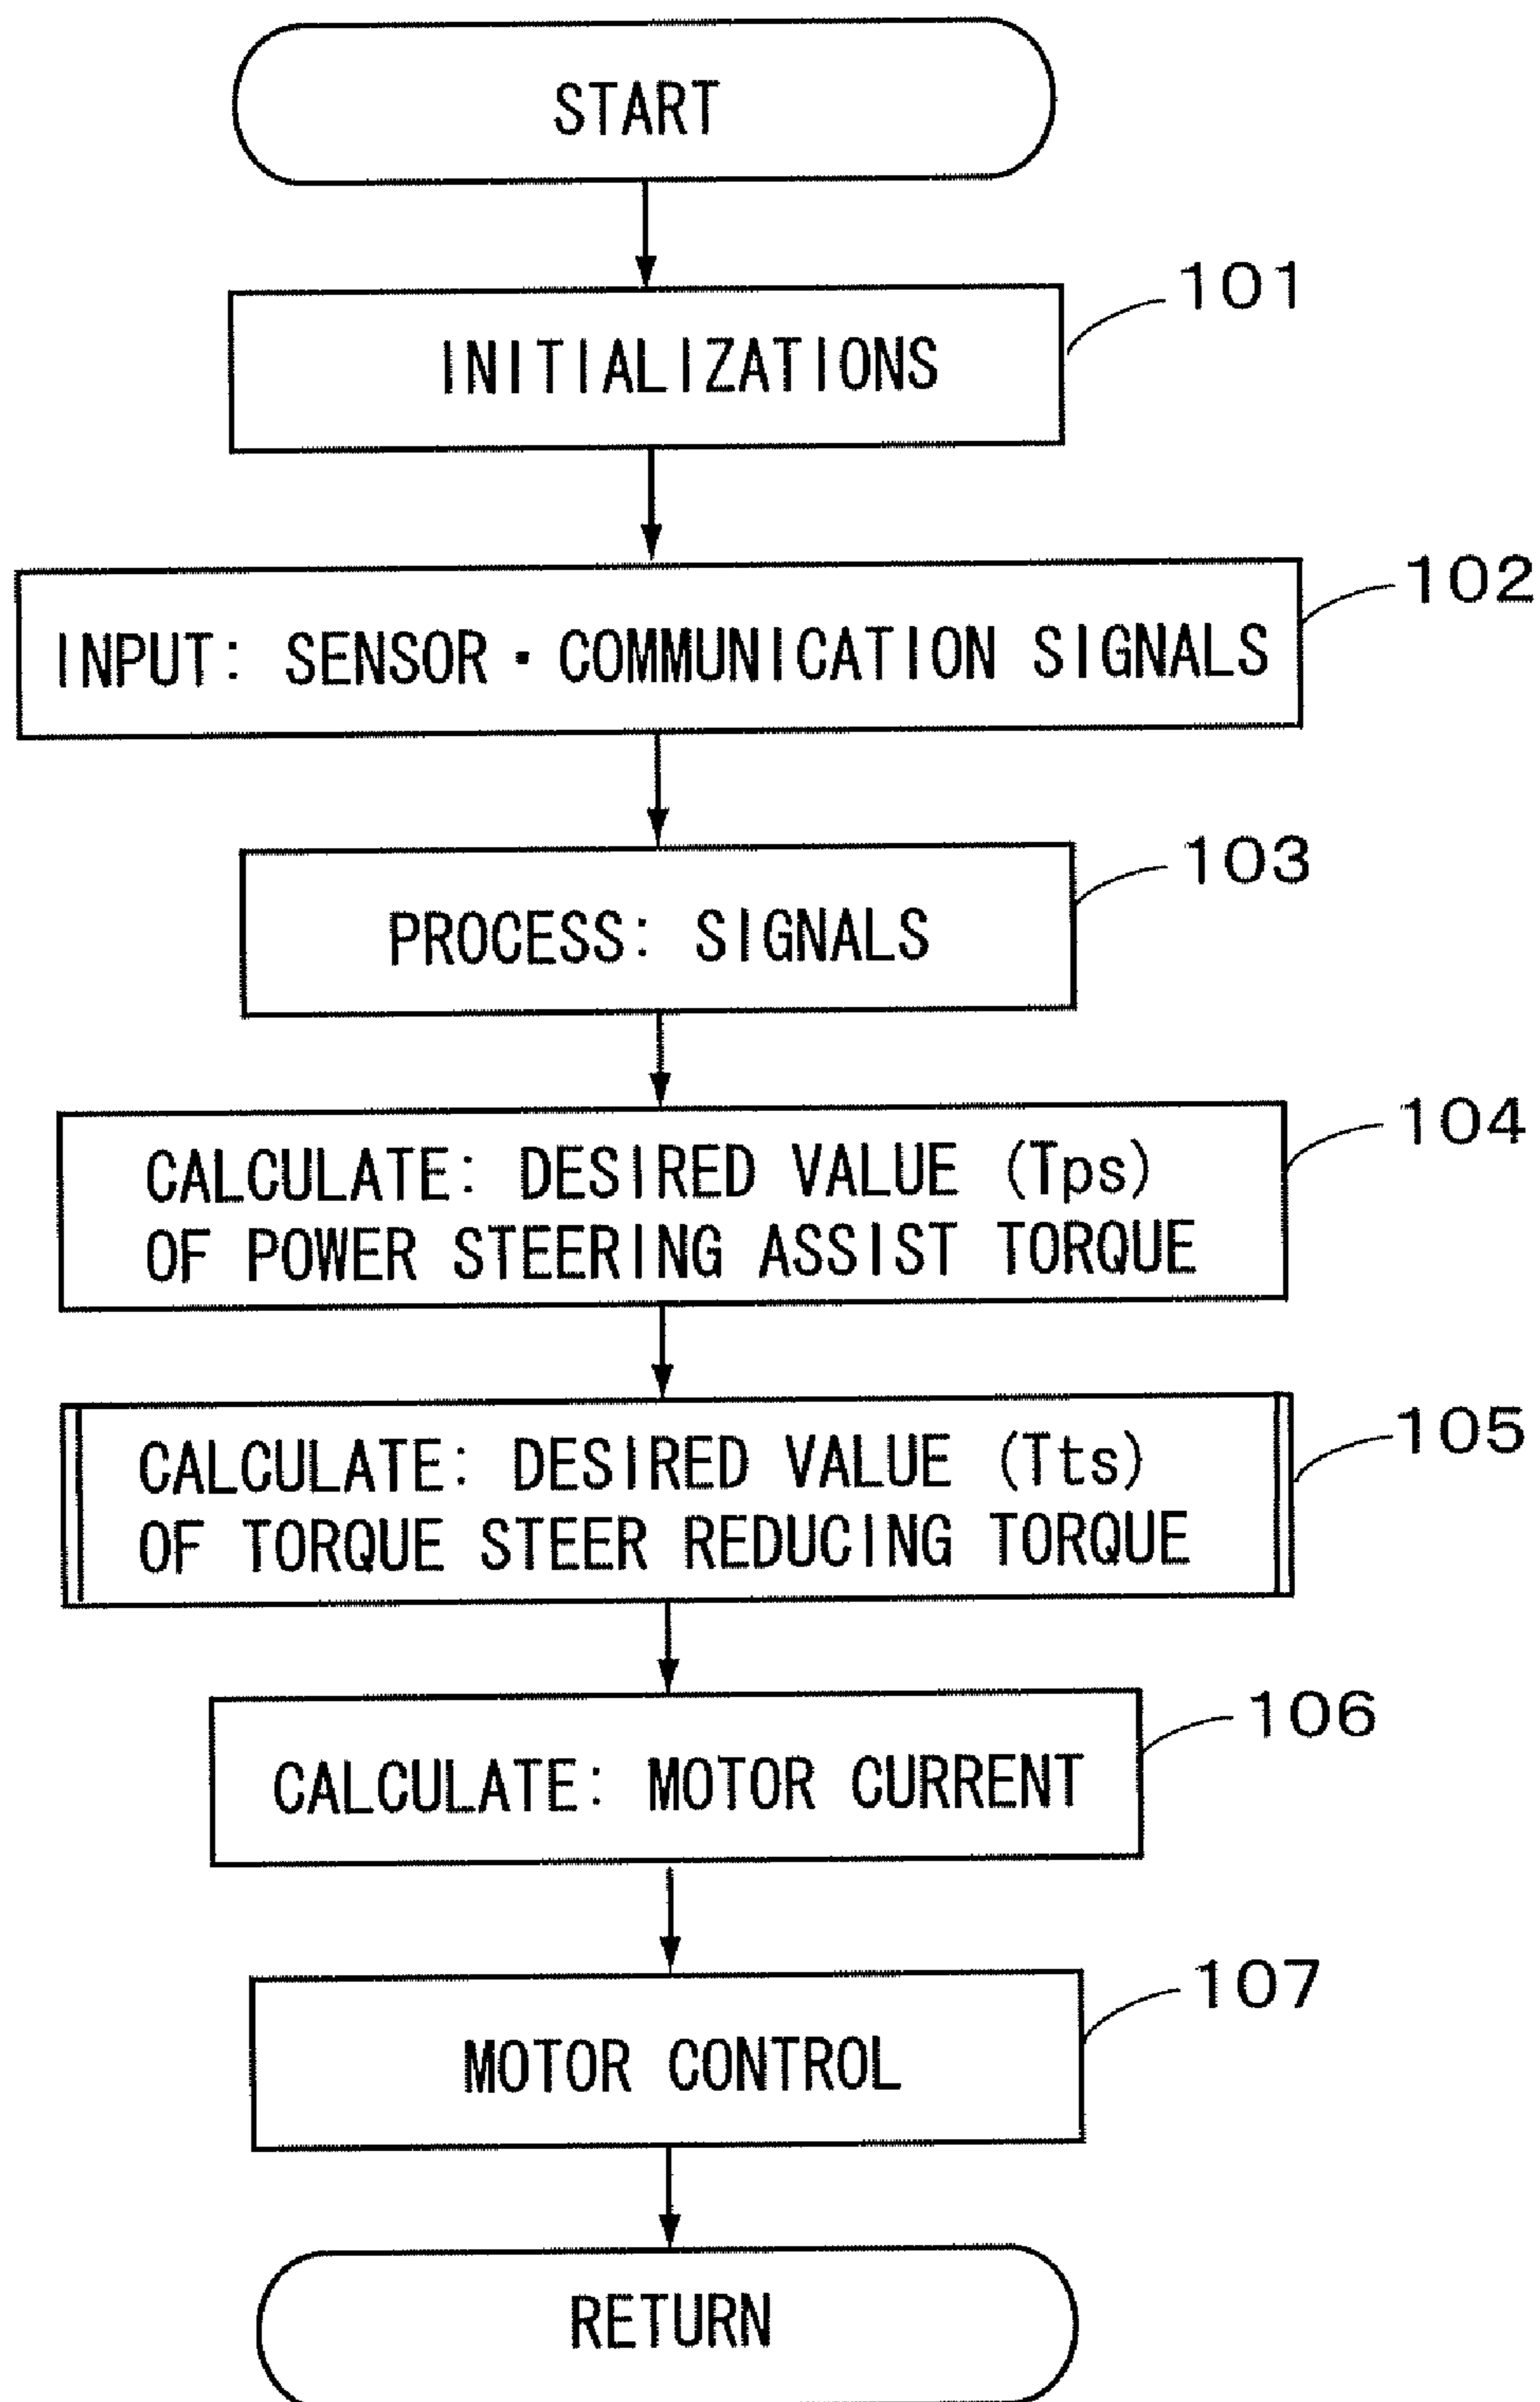 START
101
INITIALIZATIONS
102
INPUT: SENSOR・COMMUNICATION SIGNALS
103
PROCESS: SIGNALS
104
CALCULATE: DESIRED VALUE (Tps)
OF POWER STEERING ASSIST TORQUE
105
CALCULATE: DESIRED VALUE (Tts)
OF TORQUE STEER REDUCING TORQUE
106
CALCULATE: MOTOR CURRENT
107
MOTOR CONTROL
RETURN